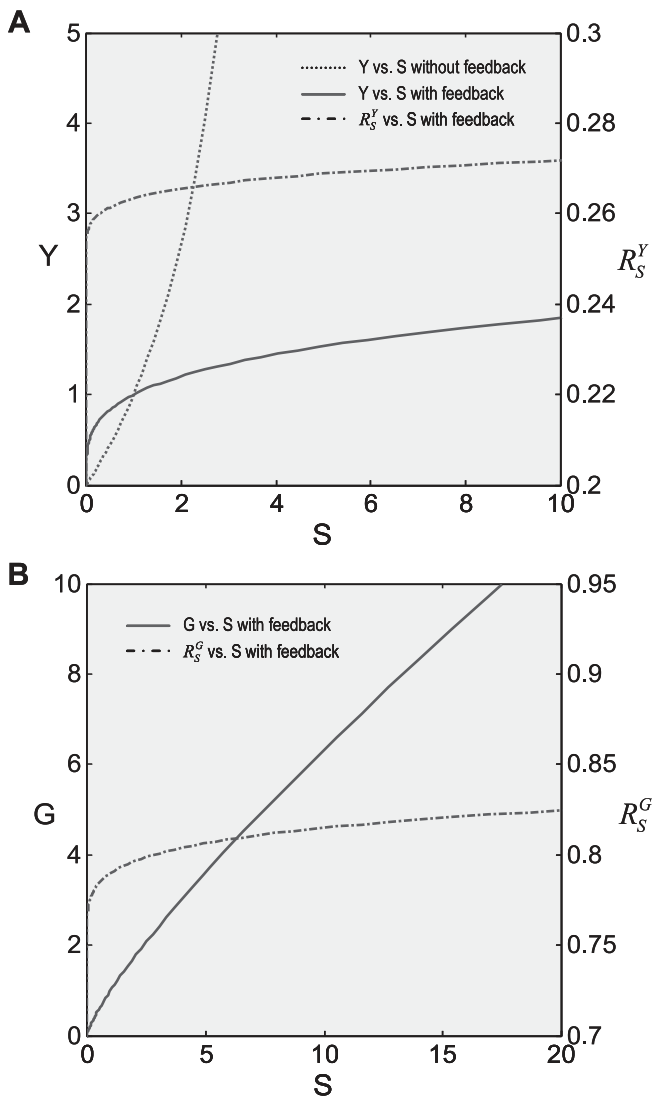 A
5 0.3
Y vs. S without feedback
Y vs. S with feedback
R_S^Y vs. S with feedback
4 0.28
3 0.26
Y R_S^Y
2 0.24
1 0.22
0 0.2
0 2 4 6 8 10
S
B
10 0.95
G vs. S with feedback
R_S^G vs. S with feedback
8 0.9
6 0.85
G R_S^G
4 0.8
2 0.75
0 0.7
0 5 10 15 20
S